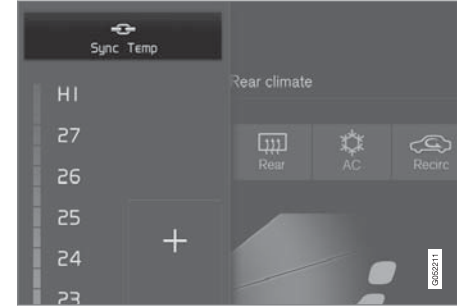 Sync Temp
Rear climate
HI
27
Rear
AC
Recirc
26
25
24
23
G052211